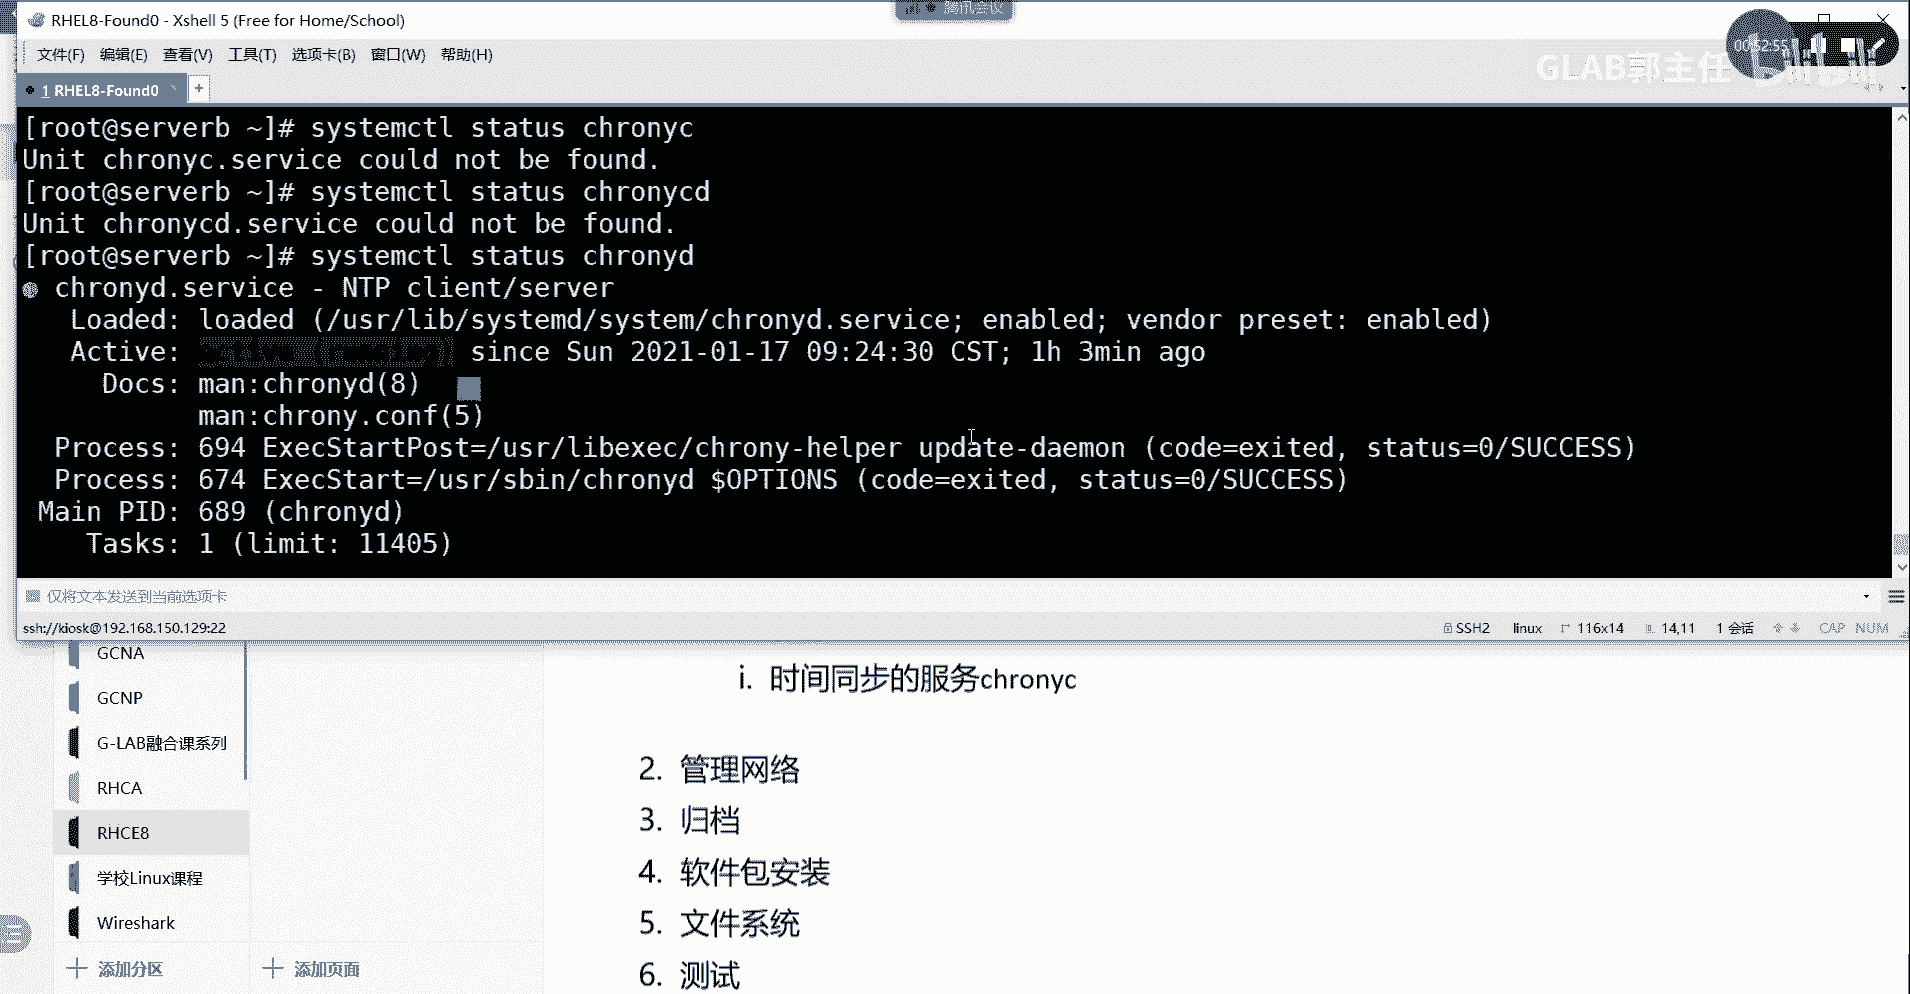 RHEL8-Found0 - Xshell 5 (Free for Home/School)
腾讯会议
00:52:55
文件(F) 编辑(E) 查看(V) 工具(T) 选项卡(B) 窗口(W) 帮助(H)
GLAB郭主任 bilibili
1 RHEL8-Found0
+
[root@serverb ~]# systemctl status chronyc
Unit chronyc.service could not be found.
[root@serverb ~]# systemctl status chronycd
Unit chronycd.service could not be found.
[root@serverb ~]# systemctl status chronyd
● chronyd.service - NTP client/server
Loaded: loaded (/usr/lib/systemd/system/chronyd.service; enabled; vendor preset: enabled)
Active: active (running) since Sun 2021-01-17 09:24:30 CST; 1h 3min ago
Docs: man:chronyd(8)
man:chrony.conf(5)
Process: 694 ExecStartPost=/usr/libexec/chrony-helper update-daemon (code=exited, status=0/SUCCESS)
Process: 674 ExecStart=/usr/sbin/chronyd $OPTIONS (code=exited, status=0/SUCCESS)
Main PID: 689 (chronyd)
Tasks: 1 (limit: 11405)
仅将文本发送到当前选项卡
ssh://kiosk@192.168.150.129:22 SSH2 linux 116x14 14,11 1 会话 CAP NUM
GCNA
GCNP
G-LAB融合课系列
RHCA
RHCE8
学校Linux课程
Wireshark
添加分区
添加页面
i. 时间同步的服务chronyc
2. 管理网络
3. 归档
4. 软件包安装
5. 文件系统
6. 测试